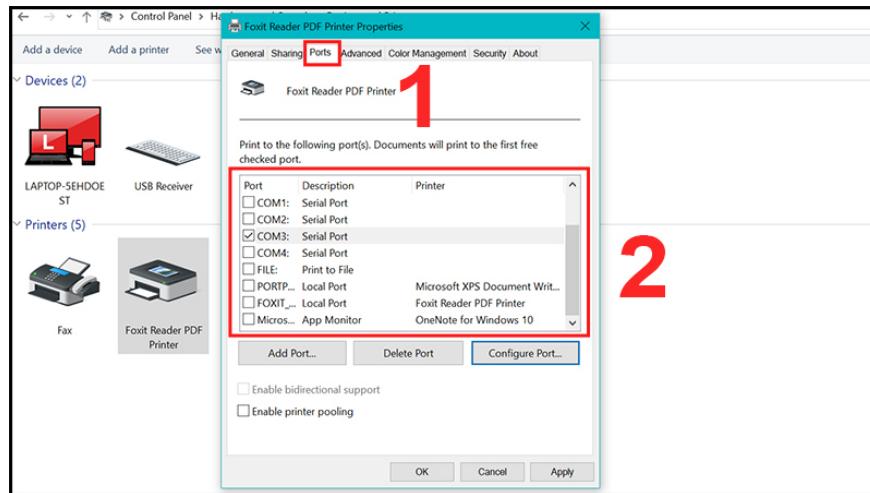 Control Panel > Ha
Foxit Reader PDF Printer Properties
Add a device Add a printer See w
General Sharing Ports Advanced Color Management Security About
1
Devices (2)
Foxit Reader PDF Printer
Print to the following port(s). Documents will print to the first free
checked port.
LAPTOP-5EHDOE
ST
USB Receiver
Printers (5)
Fax
Foxit Reader PDF
Printer
Port Description Printer
COM1: Serial Port
COM2: Serial Port
COM3: Serial Port
COM4: Serial Port
FILE: Print to File
PORTP... Local Port Microsoft XPS Document Writ...
FOXIT_... Local Port Foxit Reader PDF Printer
Micros... App Monitor OneNote for Windows 10
2
Add Port... Delete Port Configure Port...
Enable bidirectional support
Enable printer pooling
OK Cancel Apply